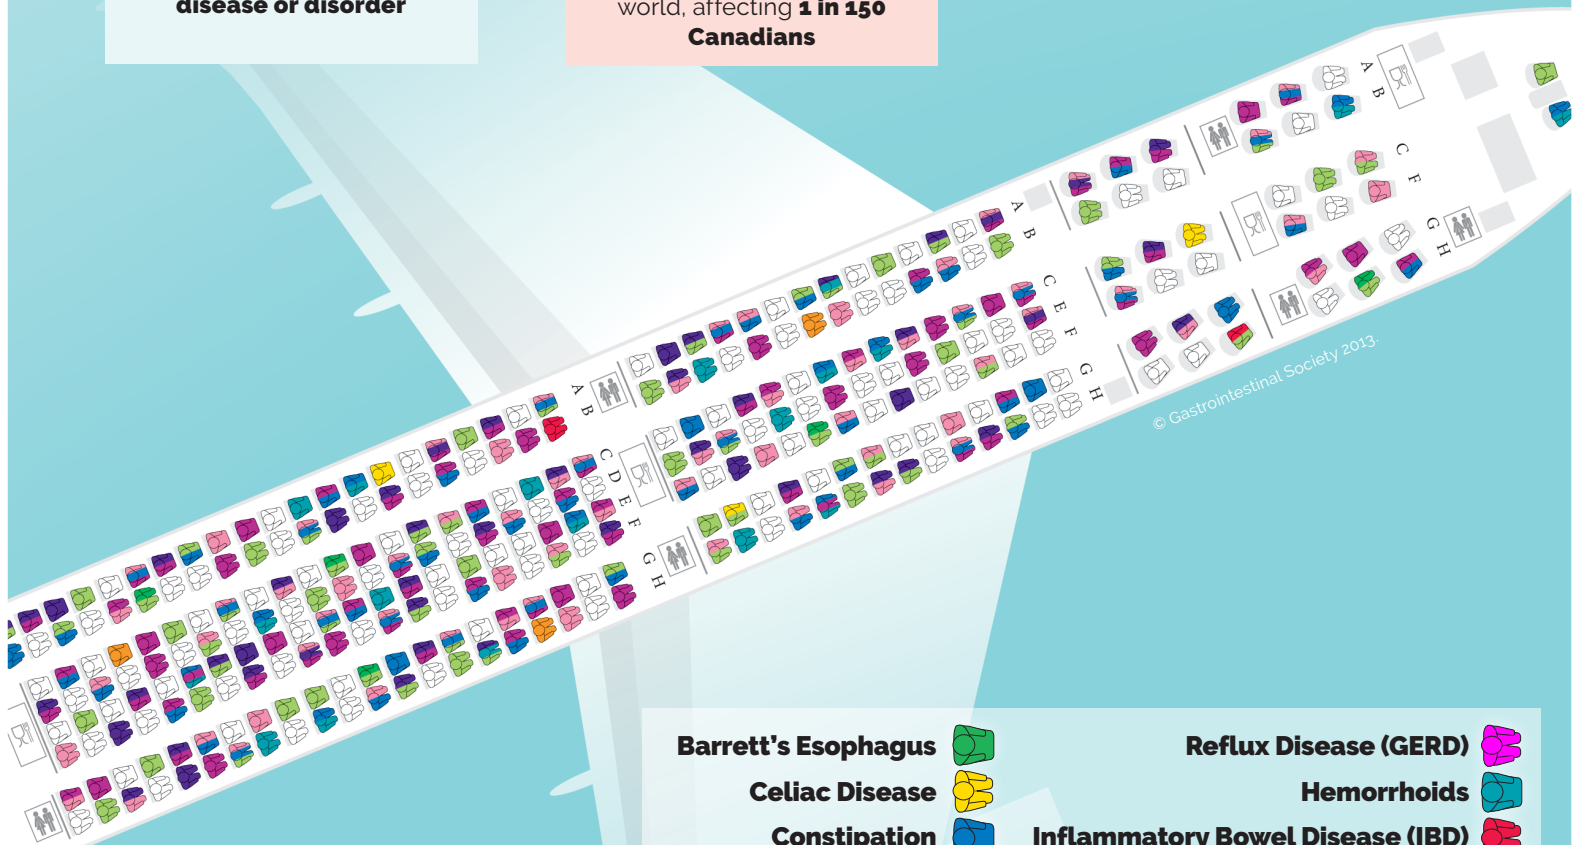 disease or disorder
world, affecting 1 in 150
Canadians
A
B
C
F
G
H
A
B
C
E
F
G
H
A
B
C
D
E
F
G
H
© Gastrointestinal Society 2013.
Barrett’s Esophagus
Reflux Disease (GERD)
Celiac Disease
Hemorrhoids
Constipation
Inflammatory Bowel Disease (IBD)